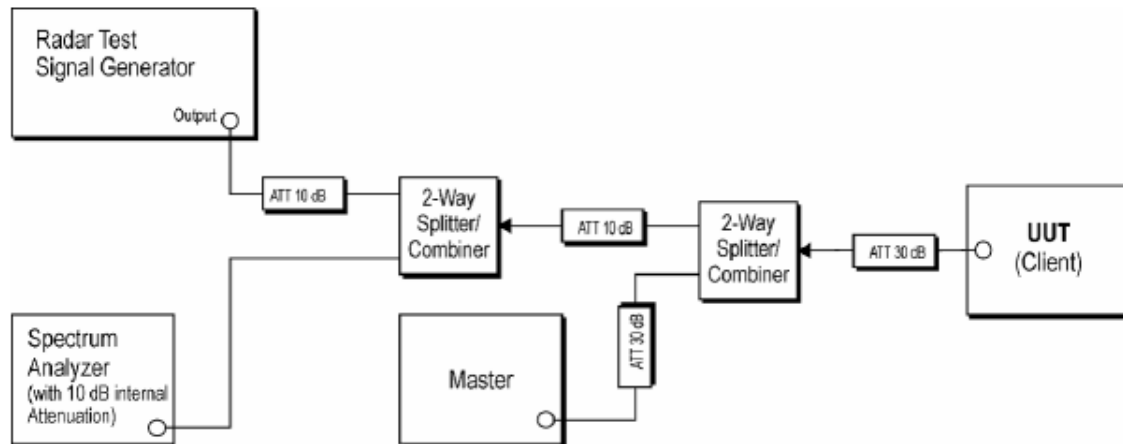 Radar Test
Signal Generator
Output
ATT 10 dB
2-Way
Splitter/
Combiner
ATT 10 dB
2-Way
Splitter/
Combiner
ATT 30 dB
UUT
(Client)
Spectrum
Analyzer
(with 10 dB internal
Attenuation)
Master
ATT 30 dB